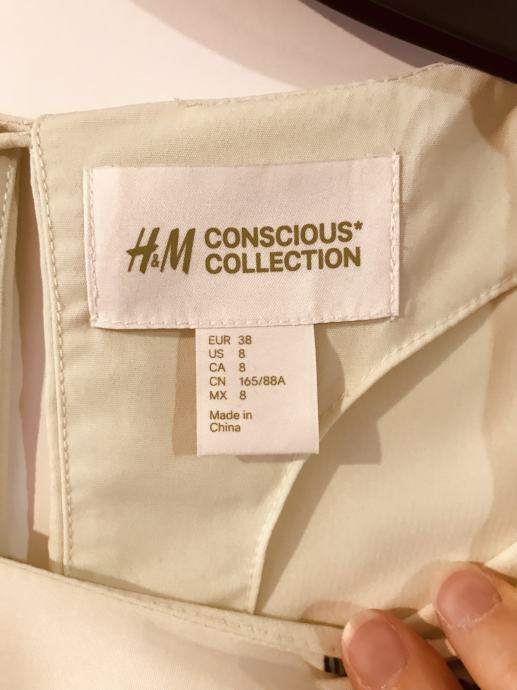 H&M CONSCIOUS*
COLLECTION
EUR 38
US 8
CA 8
CN 165/88A
MX 8
Made in
China